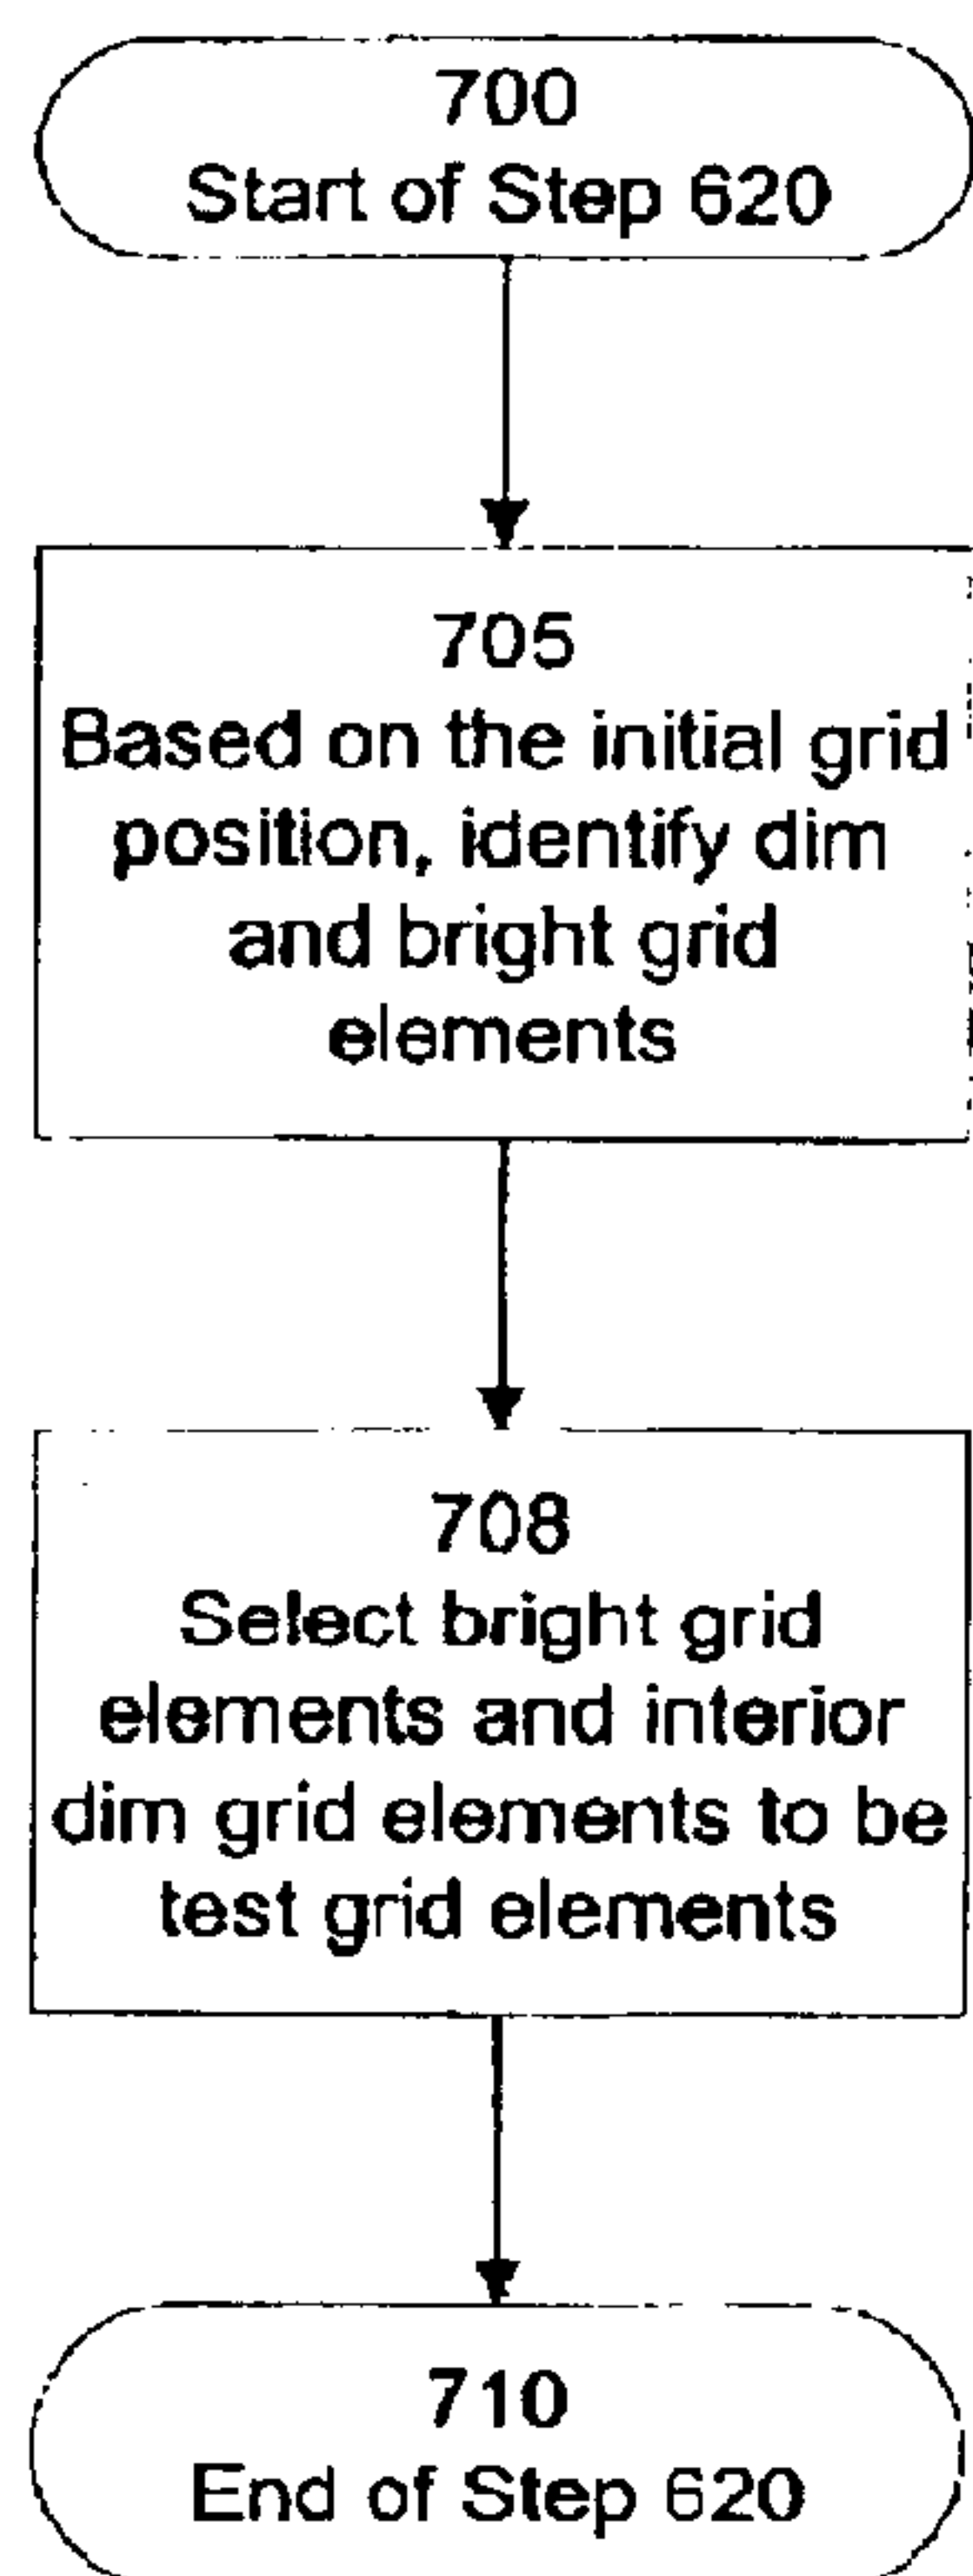 700
Start of Step 620
705
Based on the initial grid
position, identify dim
and bright grid
elements
708
Select bright grid
elements and interior
dim grid elements to be
test grid elements
710
End of Step 620